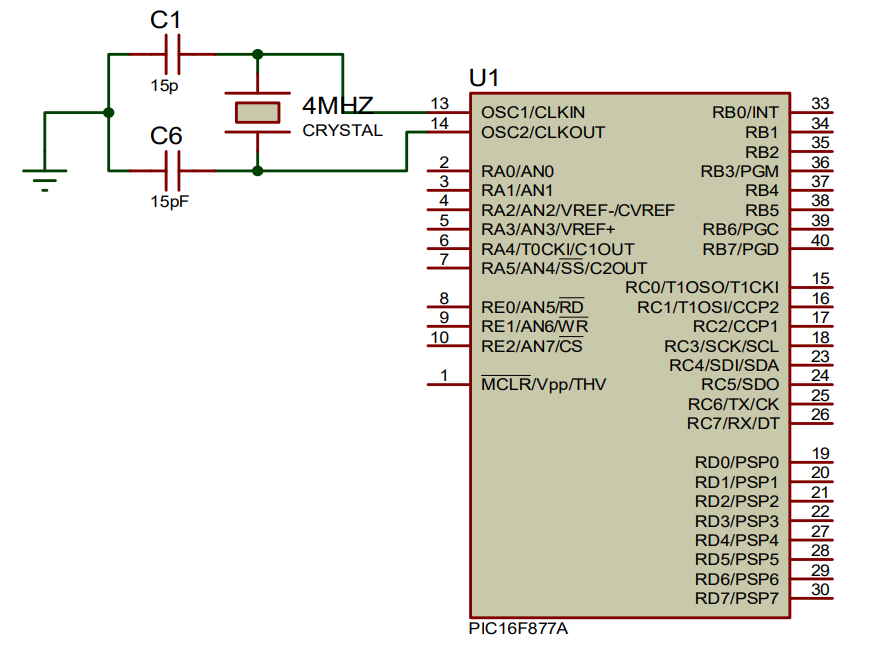 C1
15p
4MHZ
CRYSTAL
C6
15pF
U1
13 OSC1/CLKIN
14 OSC2/CLKOUT
2 RA0/AN0
3 RA1/AN1
4 RA2/AN2/VREF-/CVREF
5 RA3/AN3/VREF+
6 RA4/T0CKI/C1OUT
7 RA5/AN4/SS/C2OUT
8 RE0/AN5/RD
9 RE1/AN6/WR
10 RE2/AN7/CS
1 MCLR/Vpp/THV
RB0/INT 33
RB1 34
RB2 35
RB3/PGM 36
RB4 37
RB5 38
RB6/PGC 39
RB7/PGD 40
RC0/T1OSO/T1CKI 15
RC1/T1OSI/CCP2 16
RC2/CCP1 17
RC3/SCK/SCL 18
RC4/SDI/SDA 23
RC5/SDO 24
RC6/TX/CK 25
RC7/RX/DT 26
RD0/PSP0 19
RD1/PSP1 20
RD2/PSP2 21
RD3/PSP3 22
RD4/PSP4 27
RD5/PSP5 28
RD6/PSP6 29
RD7/PSP7 30
PIC16F877A